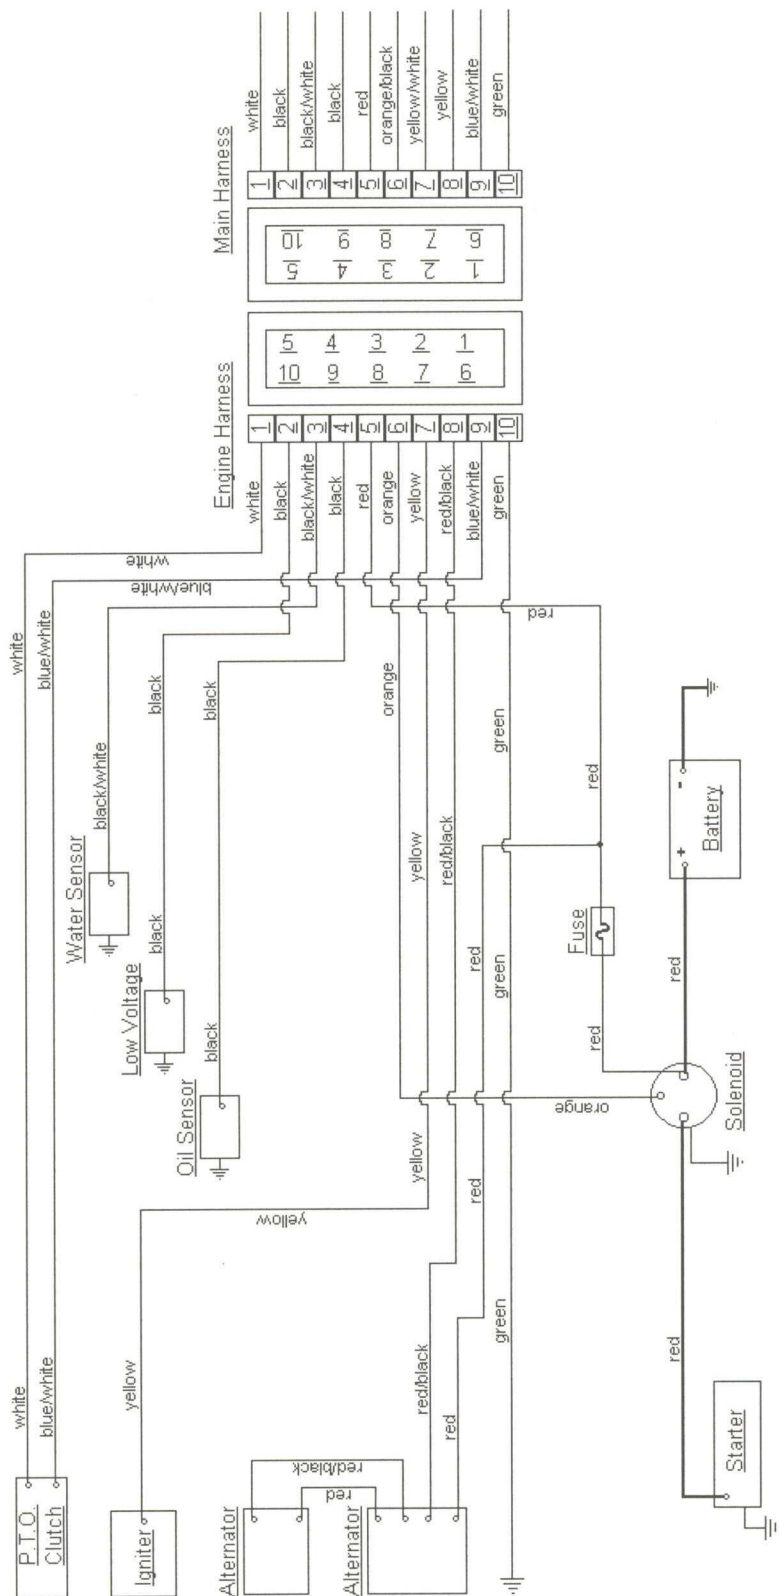 P.T.O.
Clutch
white
white
blue/white
blue/white
white
blue/white
Water Sensor
black/white
Low Voltage
black
black
Oil Sensor
black
black
Igniter
yellow
yellow
yellow
yellow
Alternator
red/black
red
Alternator
red/black
red
orange
orange
red/black
red
red
green
green
green
red
red
red
Fuse
Engine Harness
white
black
black/white
black
red
orange
yellow
red/black
blue/white
green
1
2
3
4
5
6
7
8
9
10
5 4 3 2 1
10 9 8 7 6
Main Harness
10 9 8 7 6
5 4 3 2 1
1
2
3
4
5
6
7
8
9
10
white
black
black/white
black
red
orange/black
yellow/white
yellow
blue/white
green
Starter
red
Solenoid
red
+ -
Battery